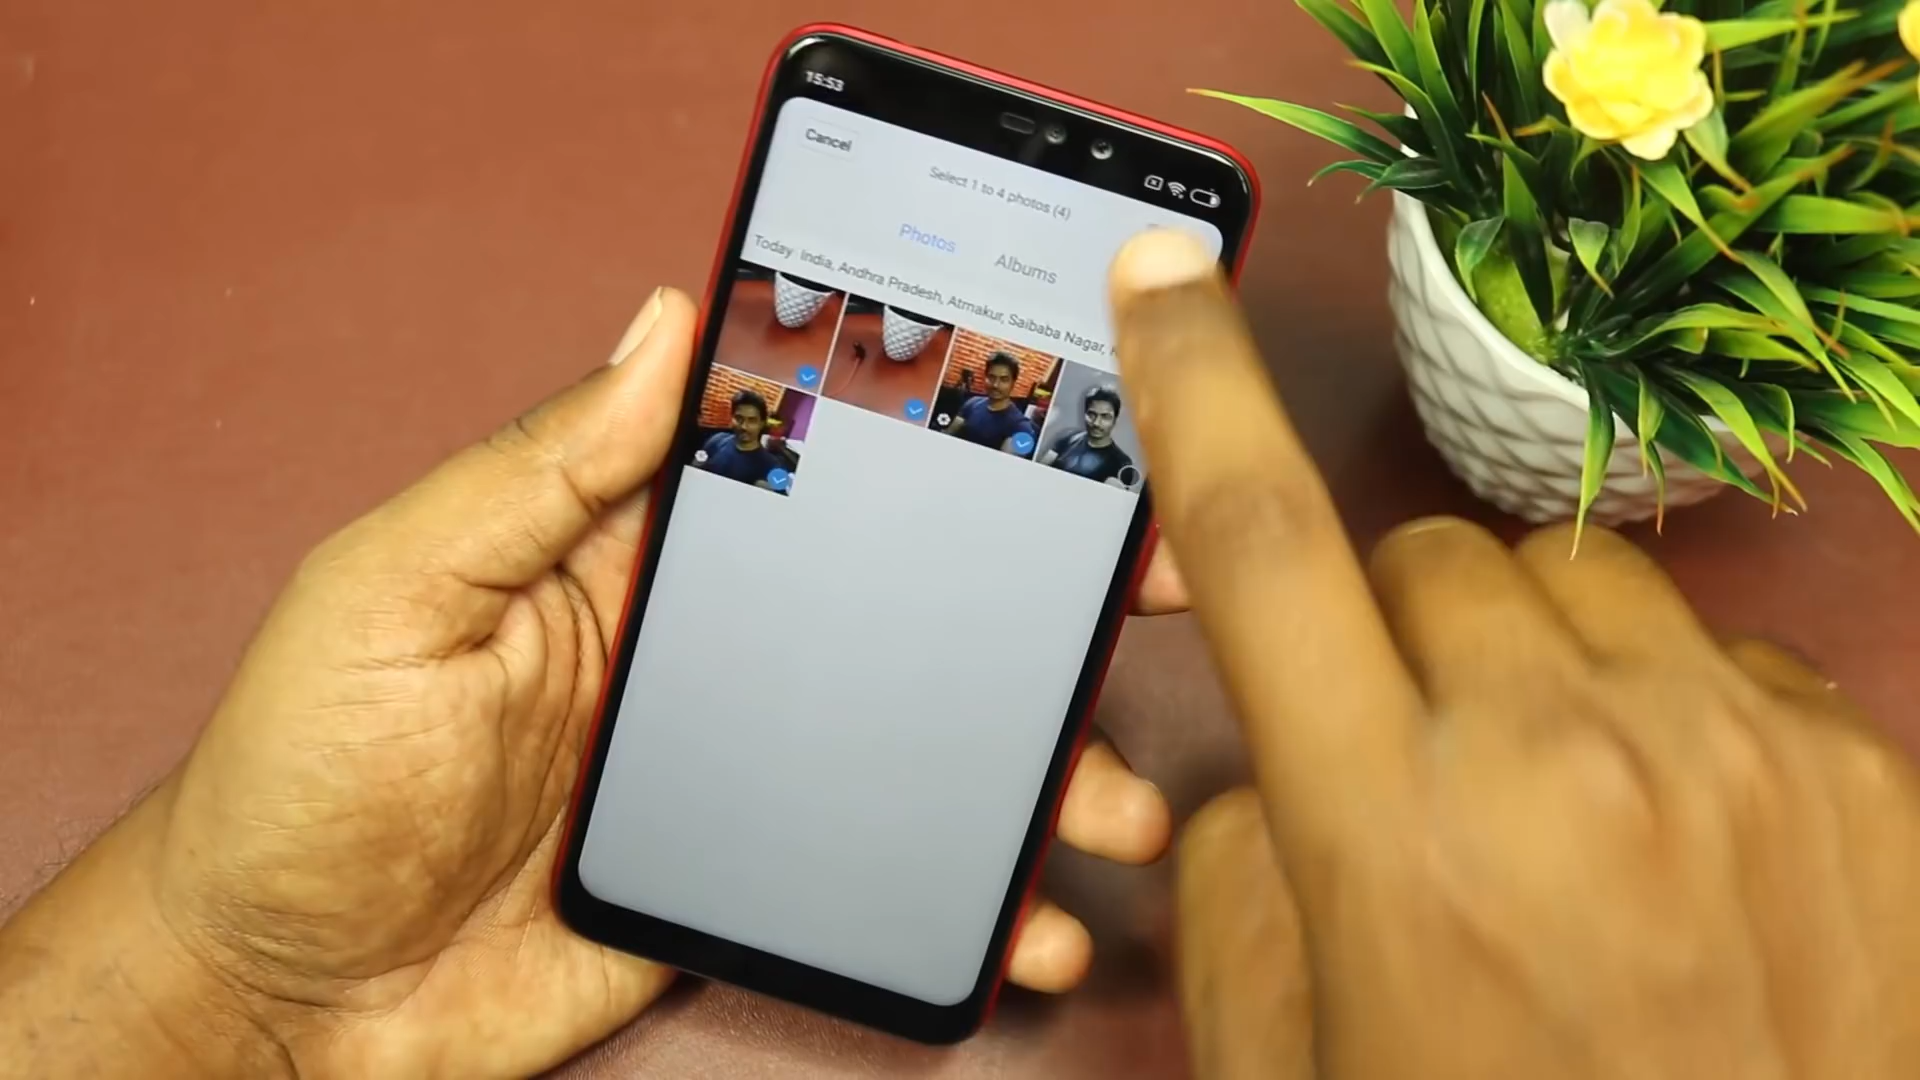 15:53
Cancel
Select 1 to 4 photos (4)
Photos
Albums
Today India, Andhra Pradesh, Atmakur, Saibaba Nagar,